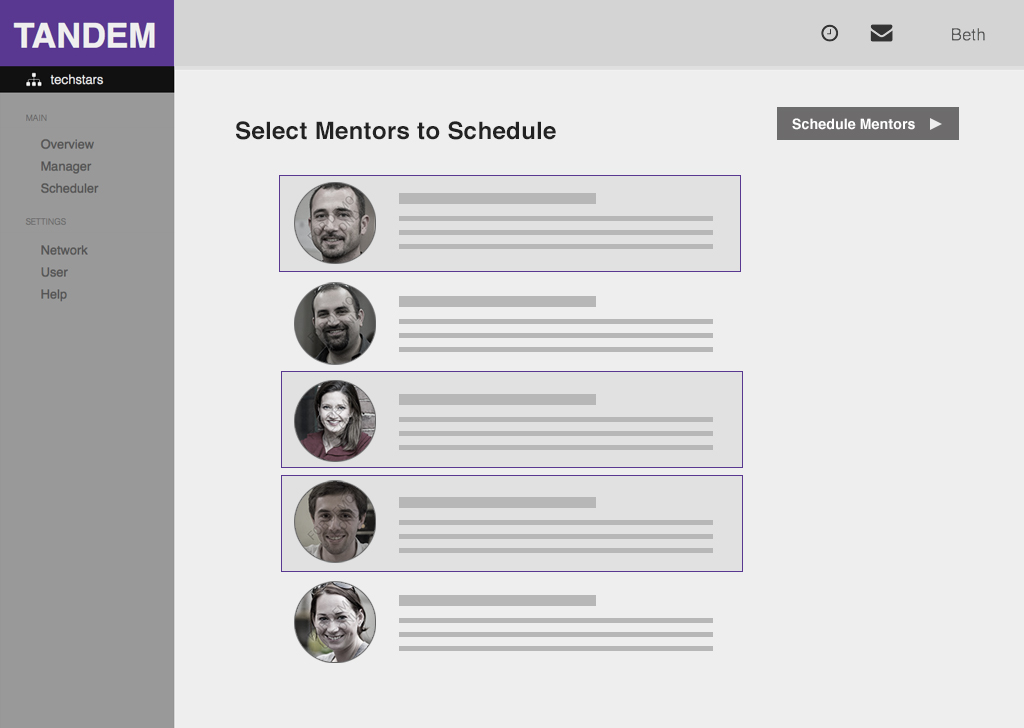 TANDEM
techstars
MAIN
Overview
Manager
Scheduler
SETTINGS
Network
User
Help
Beth
Select Mentors to Schedule
Schedule Mentors